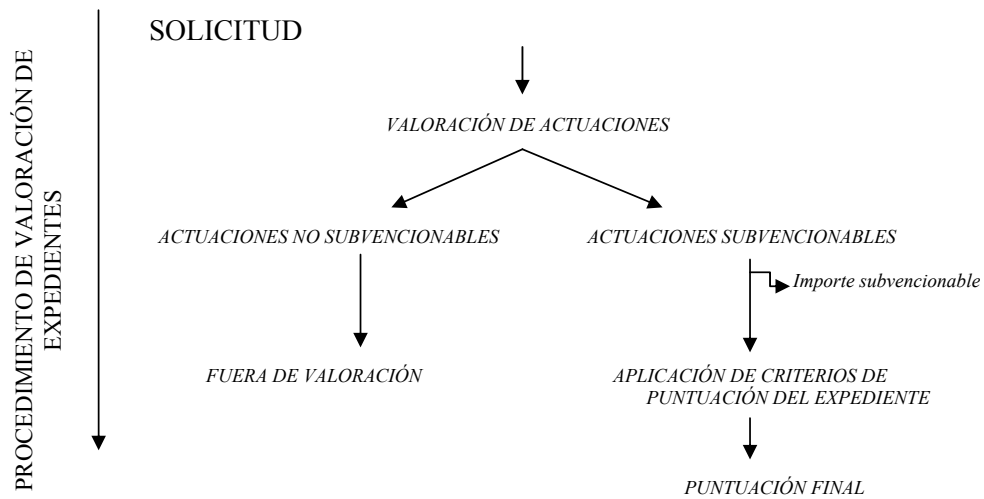 PROCEDIMIENTO DE VALORACIÓN DE
EXPEDIENTES
SOLICITUD
VALORACIÓN DE ACTUACIONES
ACTUACIONES NO SUBVENCIONABLES
ACTUACIONES SUBVENCIONABLES
Importe subvencionable
FUERA DE VALORACIÓN
APLICACIÓN DE CRITERIOS DE
PUNTUACIÓN DEL EXPEDIENTE
PUNTUACIÓN FINAL